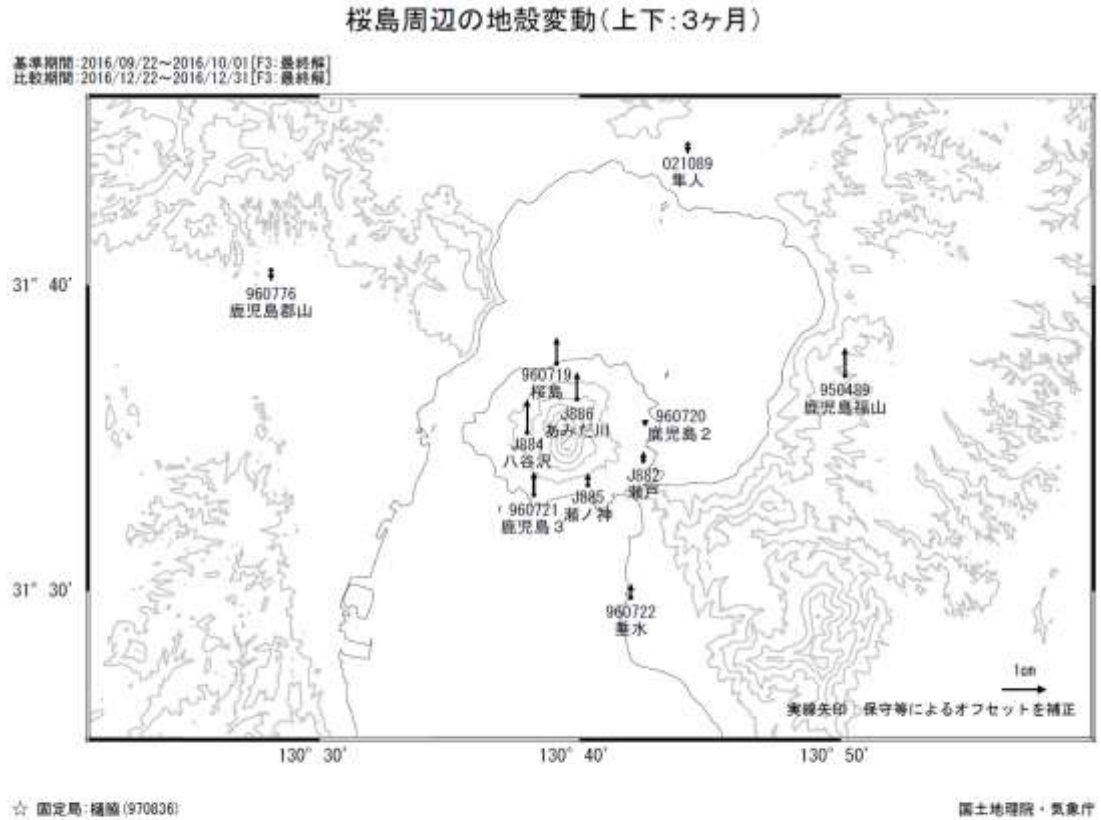 桜島周辺の地殻変動(上下:3ヶ月)
基準期間:2016/09/22～2016/10/01[F3:最終解]
比較期間:2016/12/22～2016/12/31[F3:最終解]
021089
隼人
31° 40'
960776
鹿児島郡山
960719
桜島
950489
鹿児島福山
J886
あみだ川
960720
鹿児島2
J884
八谷沢
J882
瀬戸
J885
瀬ノ神
960721
鹿児島3
31° 30'
960722
垂水
1cm
実線矢印:保守等によるオフセットを補正
130° 30'
130° 40'
130° 50'
☆ 固定局:樋脇(970836)
国土地理院・気象庁